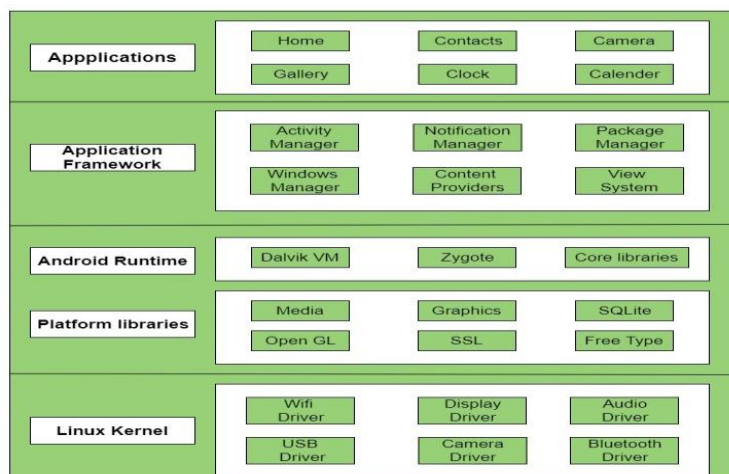 Appplications
Home
Contacts
Camera
Gallery
Clock
Calender
Application
Framework
Activity
Manager
Notification
Manager
Package
Manager
Windows
Manager
Content
Providers
View
System
Android Runtime
Dalvik VM
Zygote
Core libraries
Platform libraries
Media
Graphics
SQLite
Open GL
SSL
Free Type
Linux Kernel
Wifi
Driver
Display
Driver
Audio
Driver
USB
Driver
Camera
Driver
Bluetooth
Driver